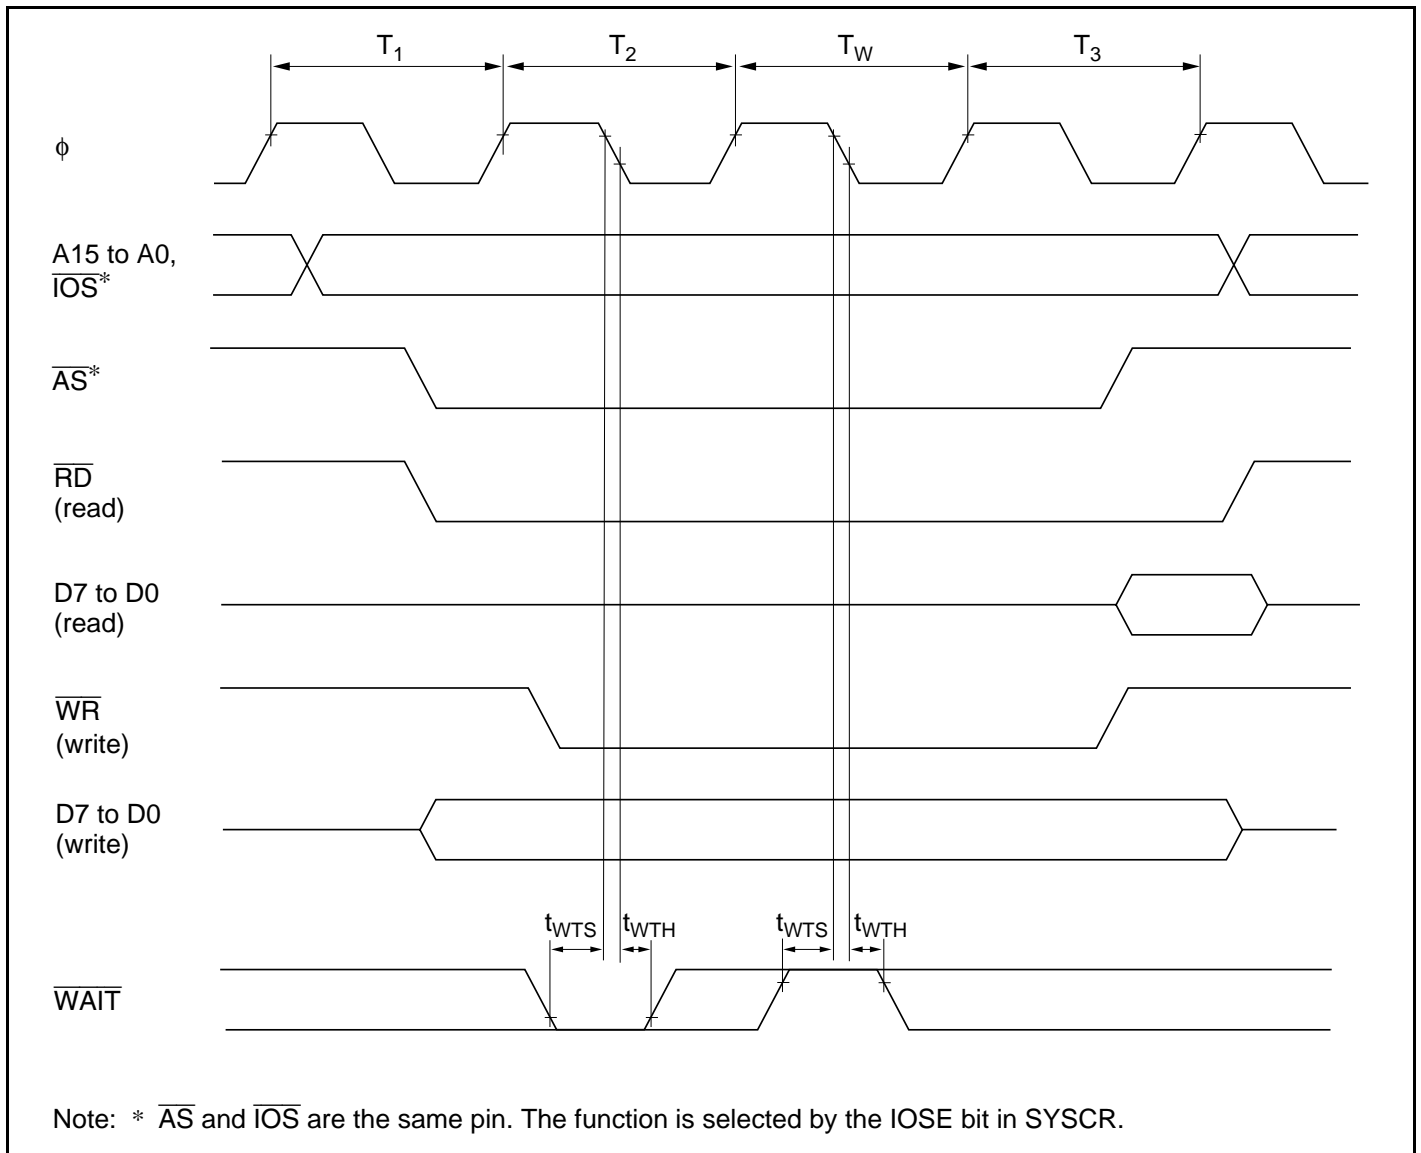 T1 T2 TW T3
ϕ
A15 to A0,
IOS*
AS*
RD
(read)
D7 to D0
(read)
WR
(write)
D7 to D0
(write)
tWTS tWTH tWTS tWTH
WAIT
Note: * AS and IOS are the same pin. The function is selected by the IOSE bit in SYSCR.